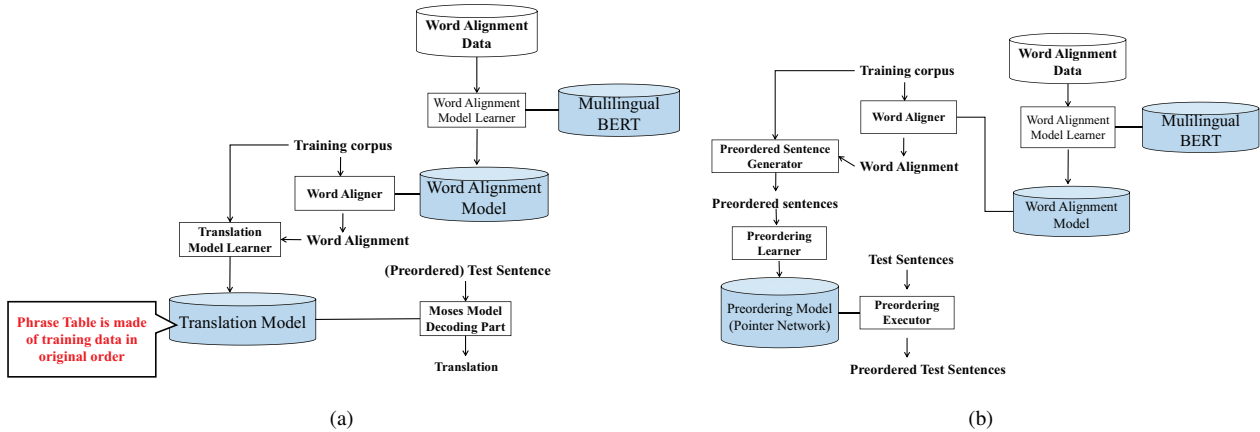 Word Alignment
Data
Word Alignment
Model Learner
Mulilingual
BERT
Training corpus
Word Aligner
Word Alignment
Model
Translation
Model Learner
Word Alignment
(Preordered) Test Sentence
Phrase Table is made
of training data in
original order
Translation Model
Moses Model
Decoding Part
Translation
(a)
Word Alignment
Data
Training corpus
Word Aligner
Word Alignment
Model Learner
Mulilingual
BERT
Preordered Sentence
Generator
Word Alignment
Preordered sentences
Word Alignment
Model
Preordering
Learner
Test Sentences
Preordering Model
(Pointer Network)
Preordering
Executor
Preordered Test Sentences
(b)